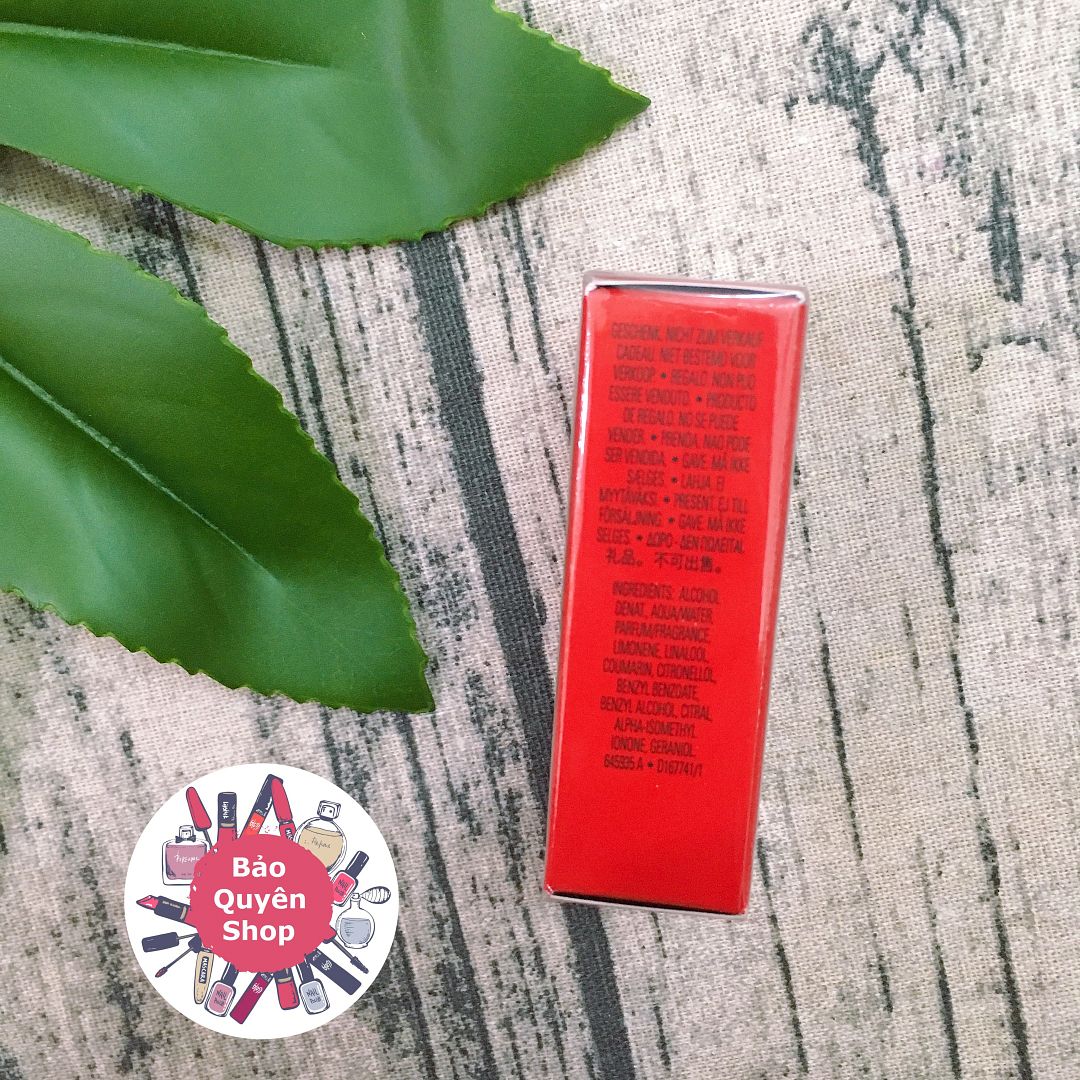 GESCHENK. NICHT ZUM VERKAUF
CADEAU. NIET BESTEMD VOOR
VERKOOP. • REGALO. NON PUÒ
ESSERE VENDUTO. • PRODUCTO
DE REGALO. NO SE PUEDE
VENDER. • PRENDA. NAO PODE
SER VENDIDA. • GAVE. MÅ IKKE
SÆLGES. • LAHJA. EI
MYYTÄVÄKSI. • PRESENT. EJ TILL
FÖRSÄLJNING. • GAVE. MÅ IKKE
SELGES. • ΔΩΡΟ - ΔΕΝ ΠΩΛΕΙΤΑΙ.
礼品。不可出售。
INGREDIENTS: ALCOHOL
DENAT., AQUA/WATER,
PARFUM/FRAGRANCE,
LIMONENE, LINALOOL,
COUMARIN, CITRONELLOL,
BENZYL BENZOATE,
BENZYL ALCOHOL, CITRAL,
ALPHA-ISOMETHYL
IONONE, GERANIOL.
645935 A • D167741/1
Bảo
Quyên
Shop